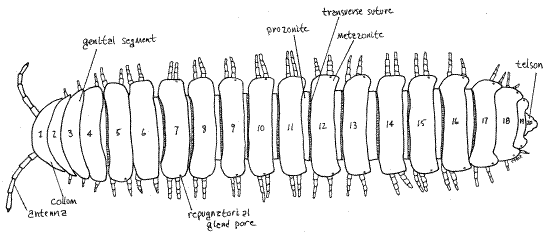 transverse suture
genital segment
prozonite
metazonite
telson
1 2 3 4 5 6 7 8 9 10 11 12 13 14 15 16 17 18 19
collum
antenna
repugnatorial
gland pore